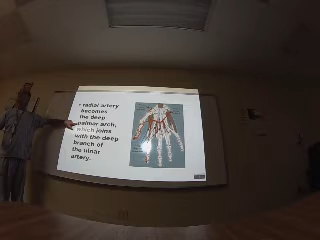 • radial artery
becomes
the deep
palmar arch,
which joins
with the deep
branch of
the ulnar
artery.